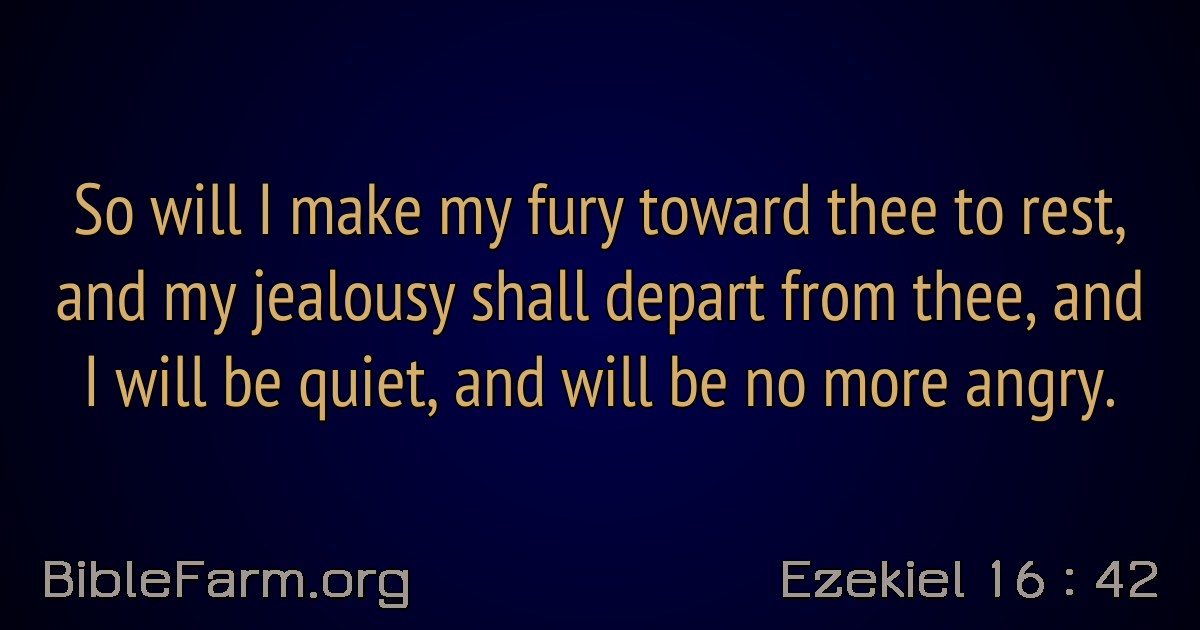 So will I make my fury toward thee to rest,
and my jealousy shall depart from thee, and
I will be quiet, and will be no more angry.
BibleFarm.org
Ezekiel 16 : 42